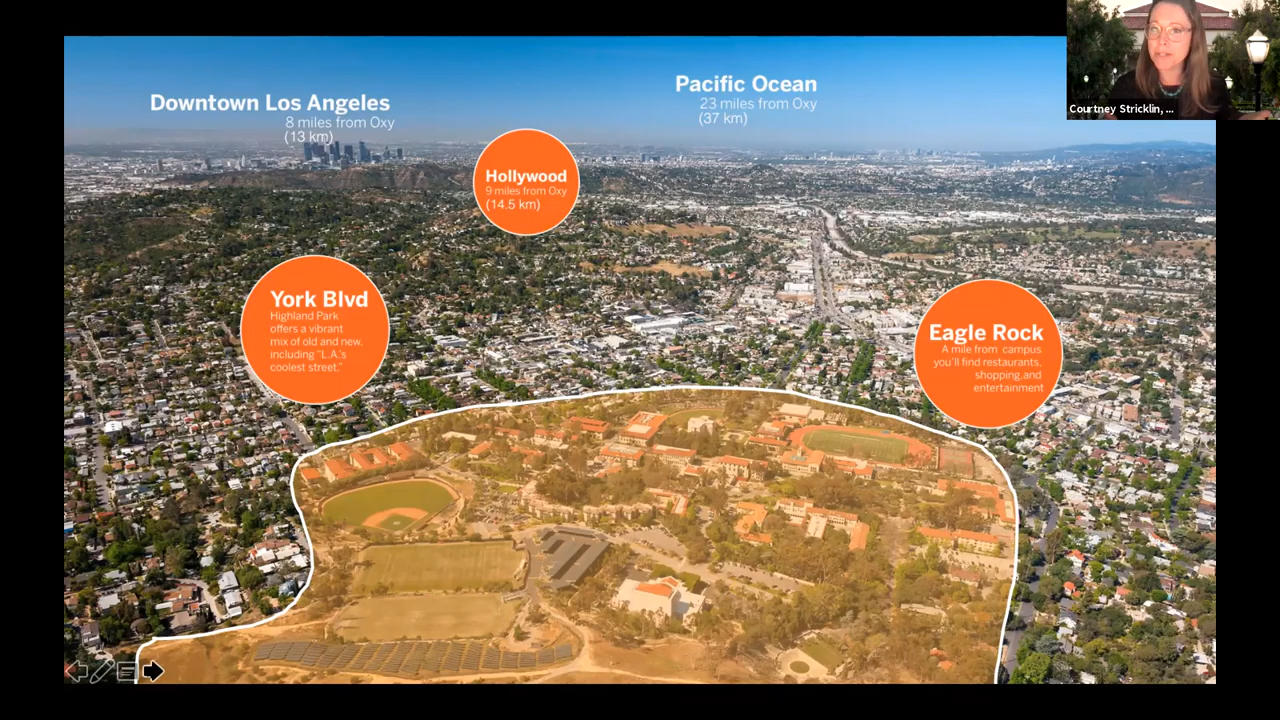 Downtown Los Angeles
8 miles from Oxy
(13 km)
Pacific Ocean
23 miles from Oxy
(37 km)
Courtney Stricklin, ...
Hollywood
9 miles from Oxy
(14.5 km)
York Blvd
Highland Park
offers a vibrant
mix of old and new,
including "L.A.'s
coolest street."
Eagle Rock
A mile from campus
you'll find restaurants,
shopping,and
entertainment